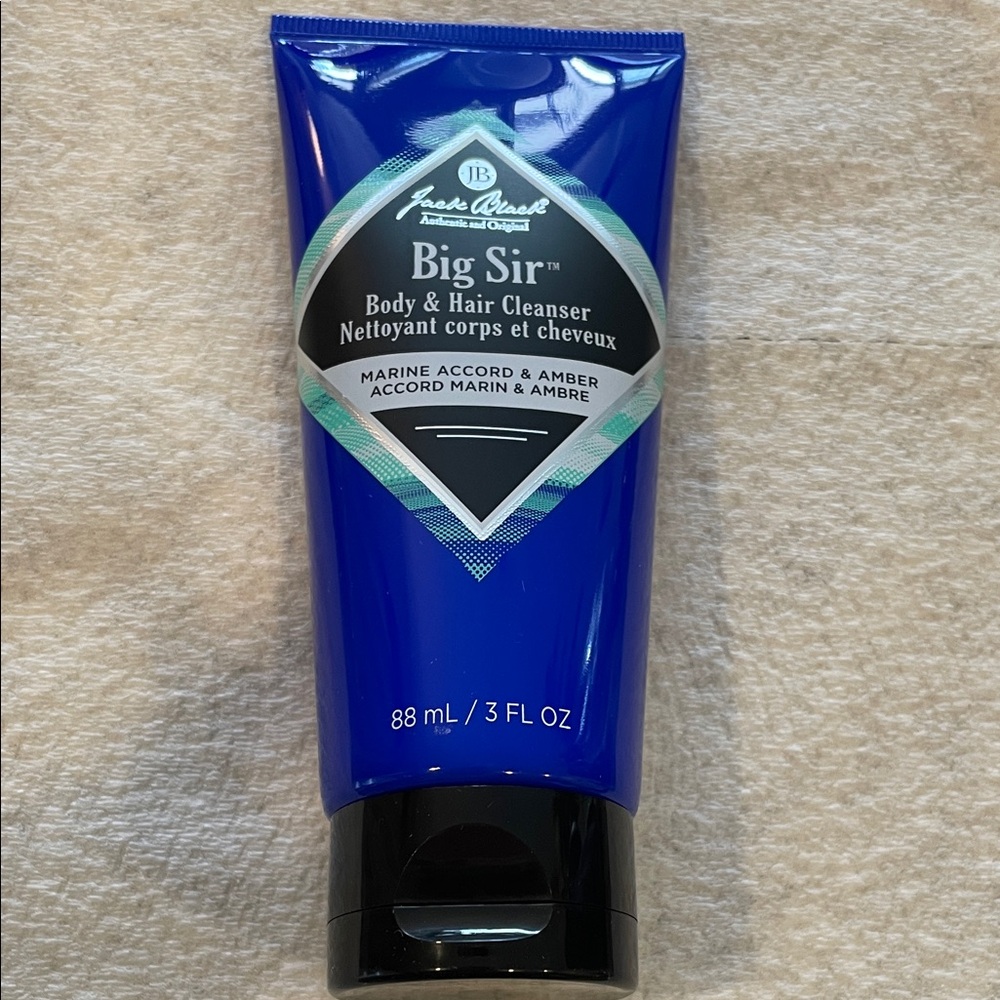 JB
Jack Black®
Authentic and Original
Big Sir™
Body & Hair Cleanser
Nettoyant corps et cheveux
MARINE ACCORD & AMBER
ACCORD MARIN & AMBRE
88 mL / 3 FL OZ